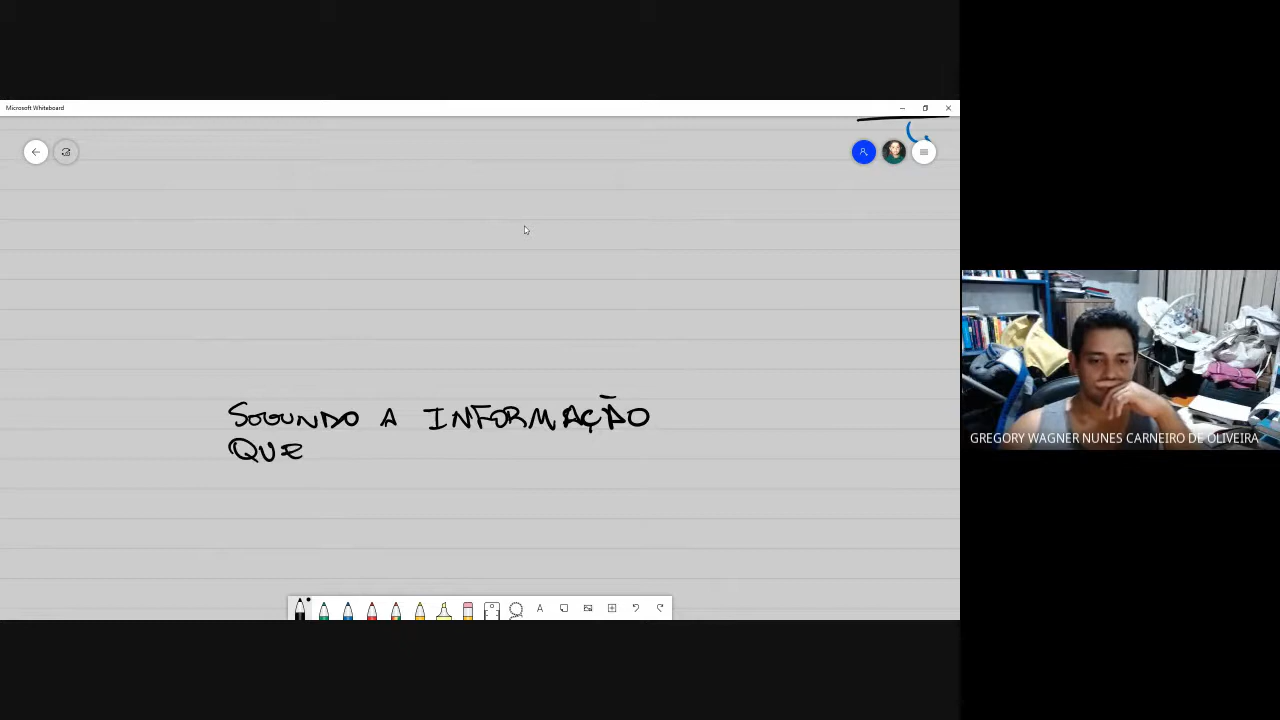 Microsoft Whiteboard
SEGUNDO A INFORMAÇÃO
QUE
GREGORY WAGNER NUNES CARNEIRO DE OLIVEIRA